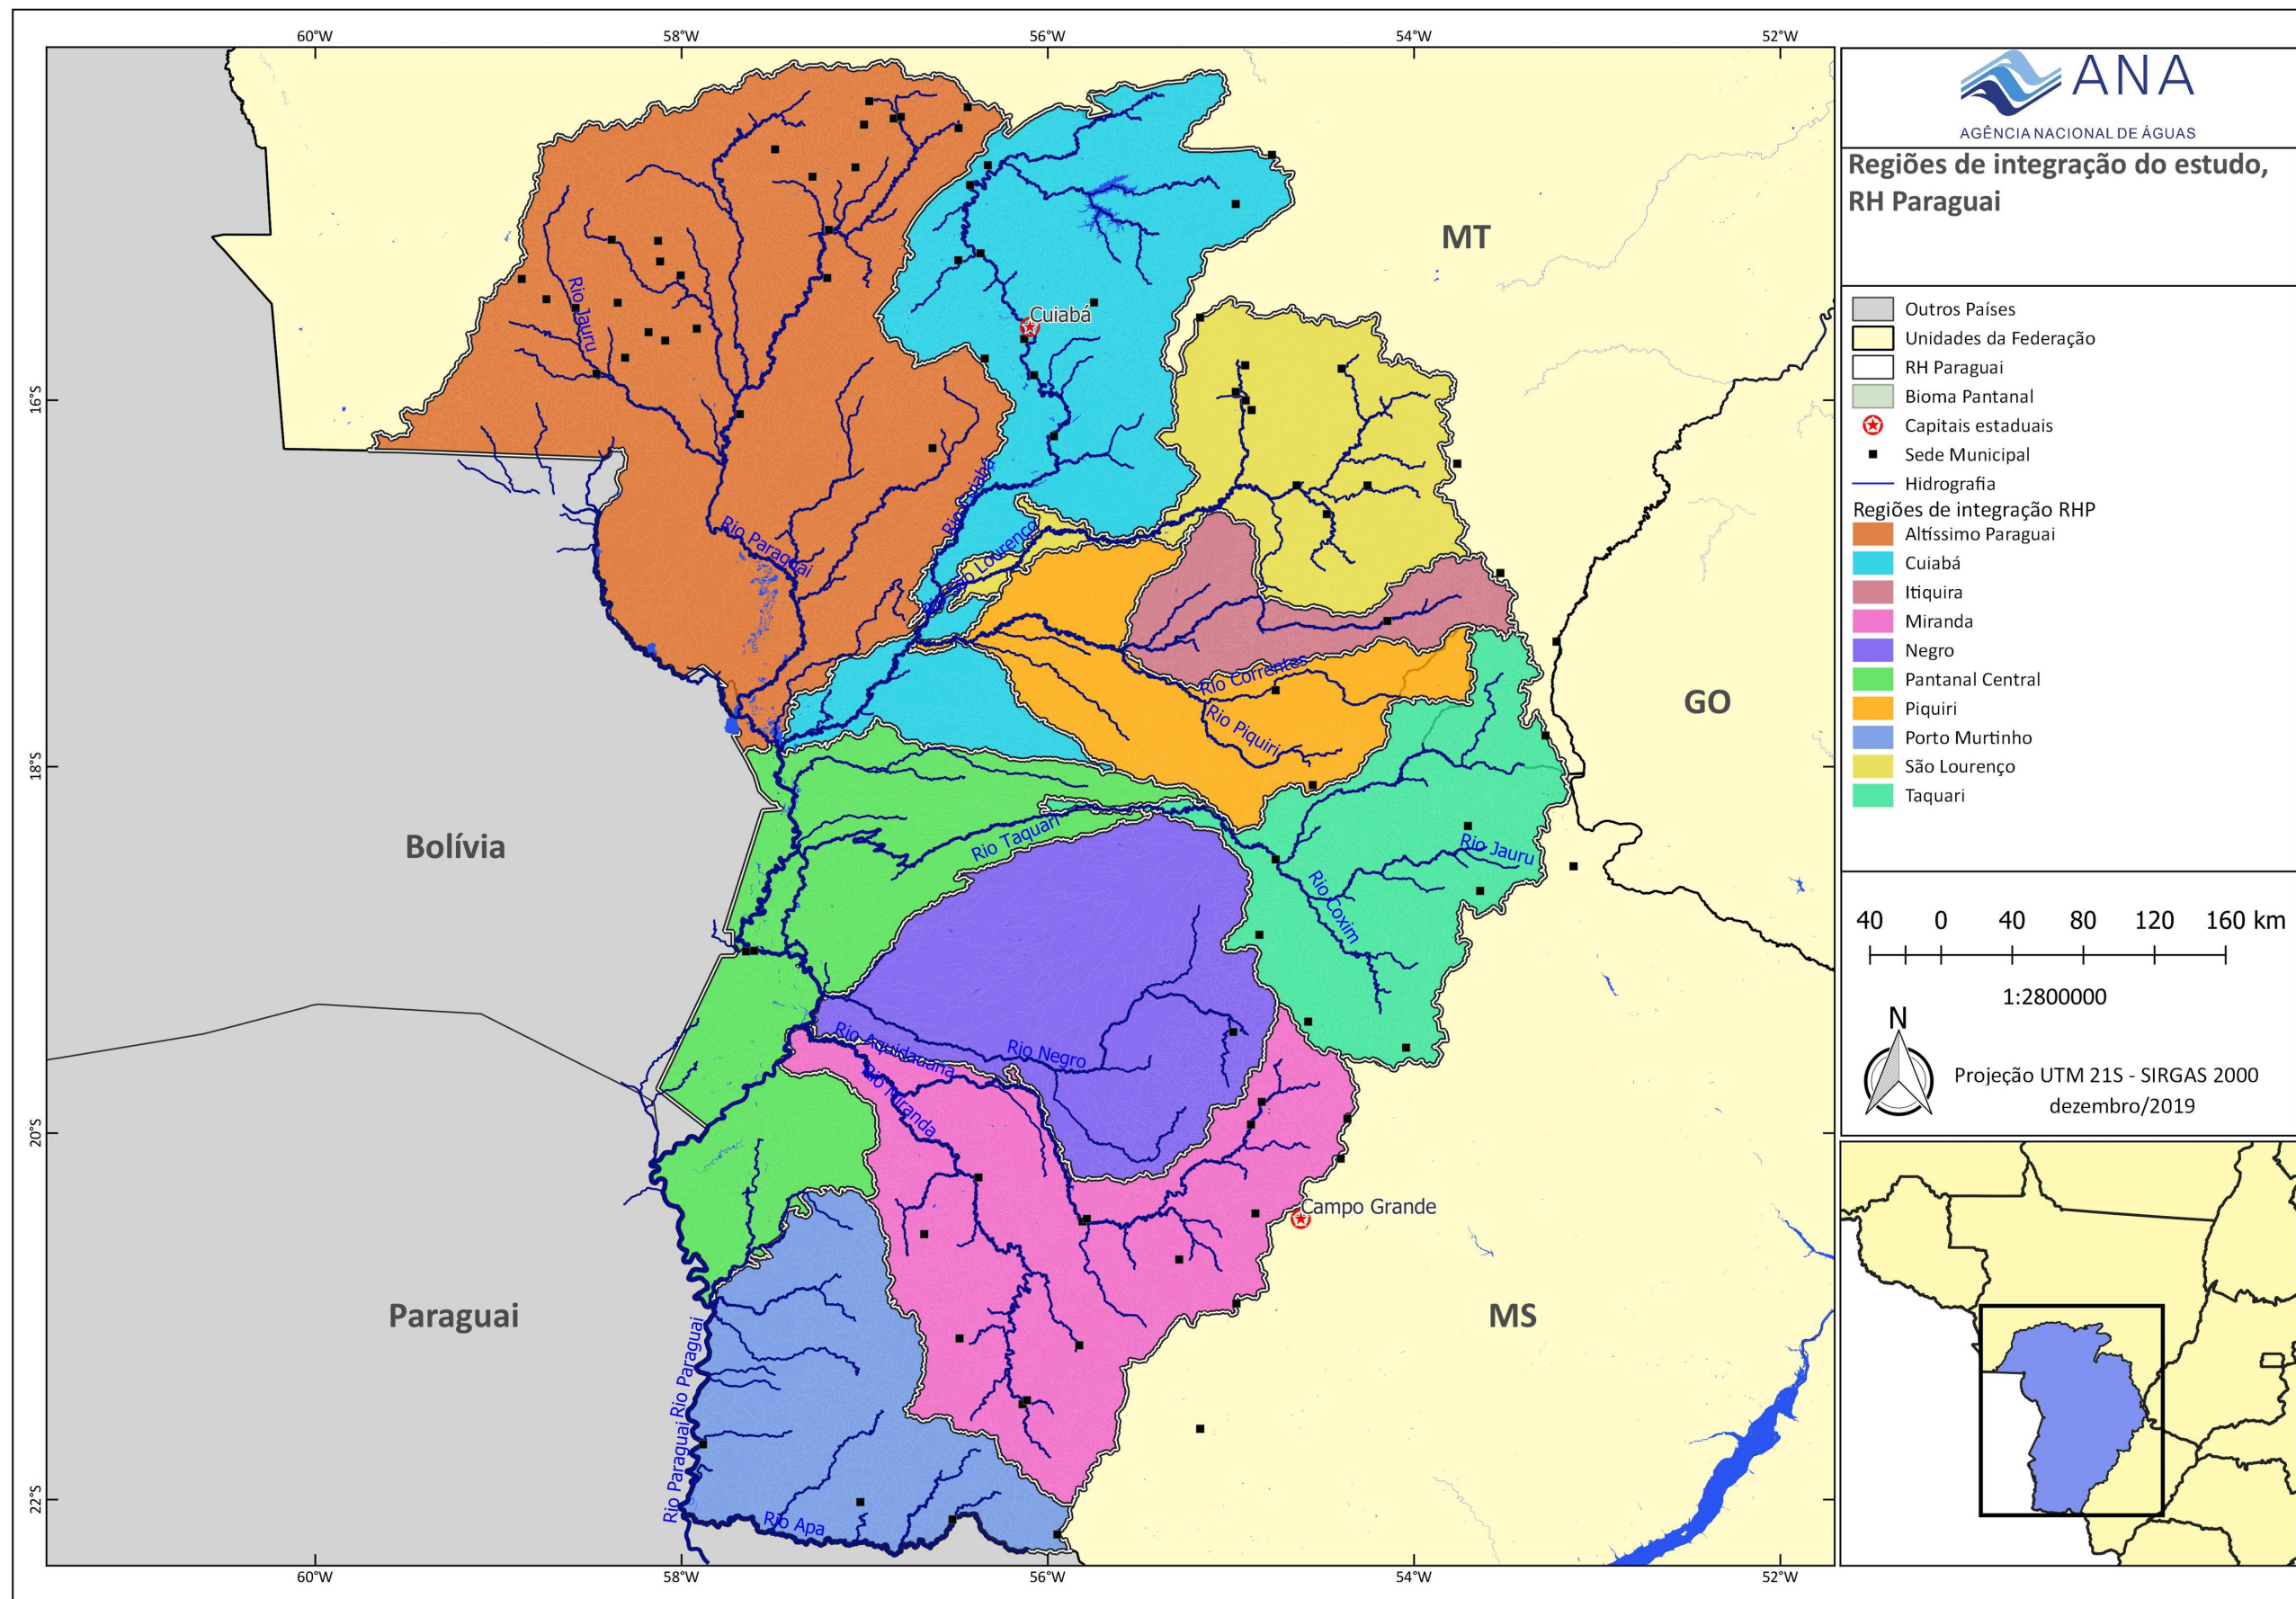 60°W
58°W
56°W
54°W
52°W
ANA
AGÊNCIA NACIONAL DE ÁGUAS
Regiões de integração do estudo,
RH Paraguai
MT
Rio Jauru
Cuiabá
Outros Países
Unidades da Federação
RH Paraguai
Bioma Pantanal
Capitais estaduais
Sede Municipal
Hidrografia
Regiões de integração RHP
Altíssimo Paraguai
Cuiabá
Itiquira
Miranda
Negro
Pantanal Central
Piquiri
Porto Murtinho
São Lourenço
Taquari
16°S
Rio Cuiabá
Rio Paraguai
Rio São Lourenço
Rio Correntes
Rio Piquiri
GO
18°S
Bolívia
Rio Taquari
Rio Jauru
Rio Coxim
40 0 40 80 120 160 km
1:2800000
N
Projeção UTM 21S - SIRGAS 2000
dezembro/2019
Rio Aquidauana
Rio Negro
Rio Miranda
20°S
Campo Grande
Paraguai
MS
Rio Paraguai
Rio Paraguai
22°S
Rio Apa
60°W
58°W
56°W
54°W
52°W